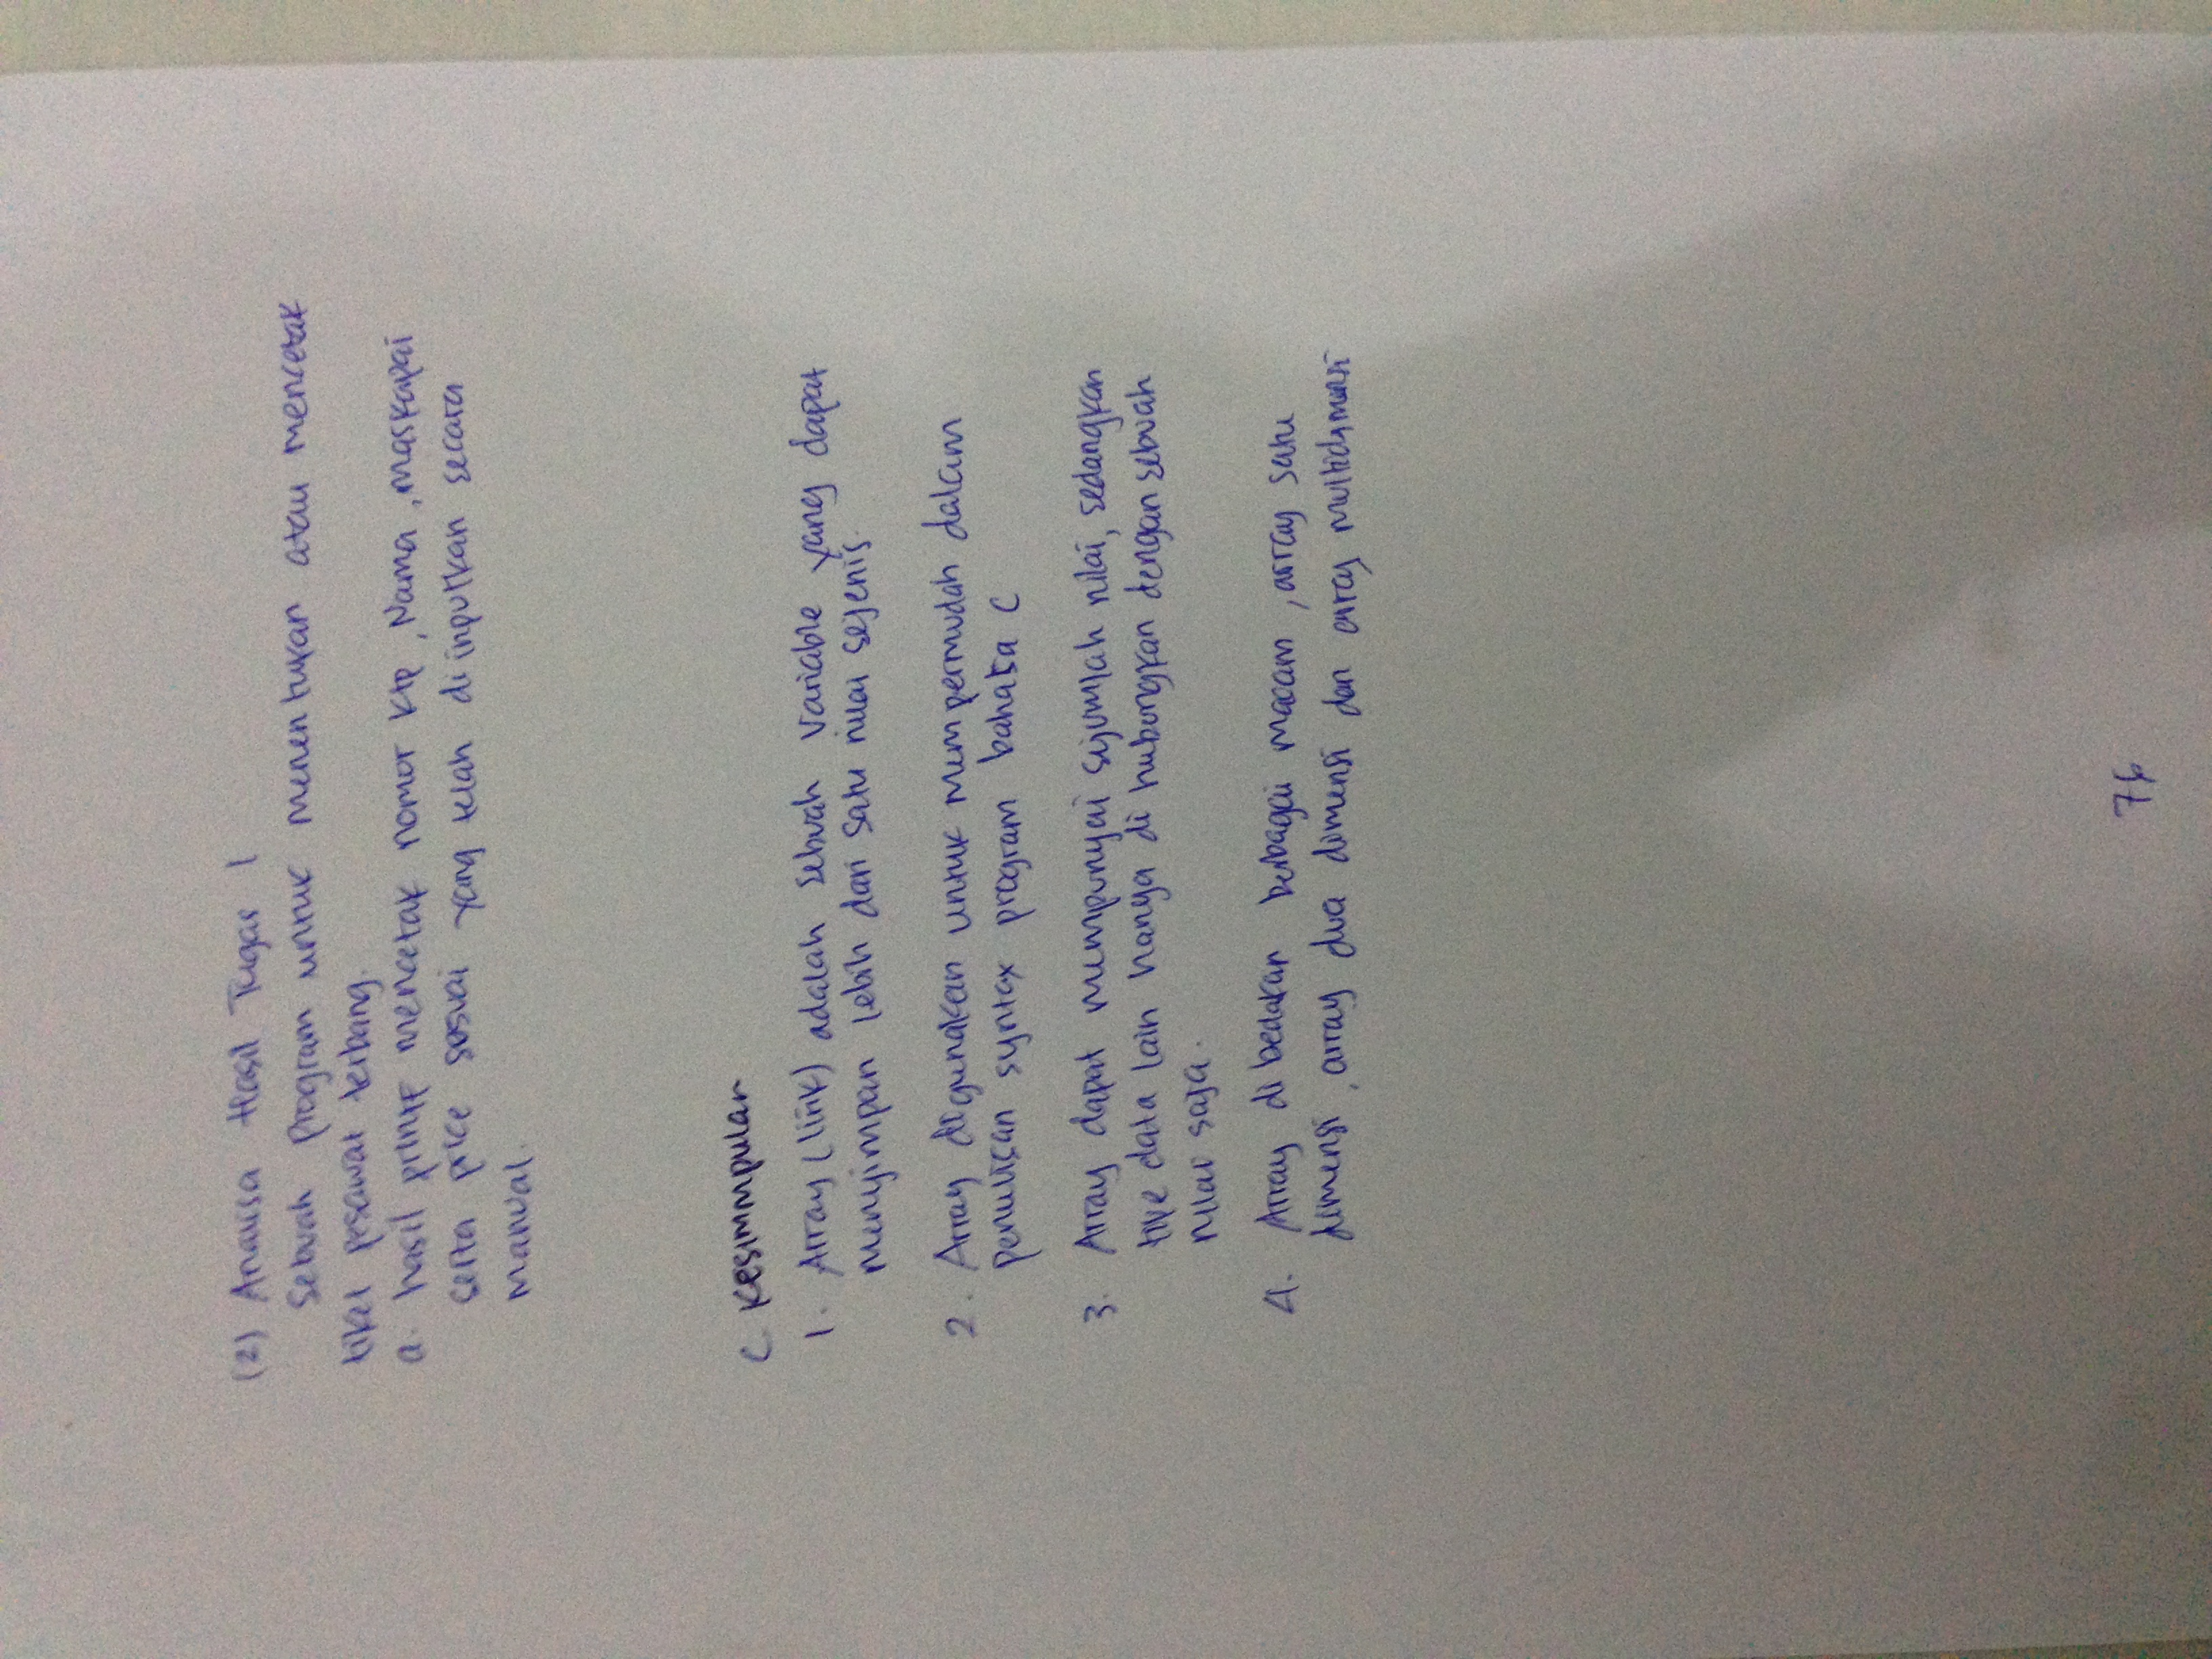 (2) Analisa Hasil Tugas 1
Sebuah program untuk menentukan atau mencetak
tiket pesawat terbang.
a. hasil printf mencetak nomor ktp, Nama, maskapai
serta price sesuai yang telah di inputkan secara
manual.
C. Kesimmpulan
1. Array (lirik) adalah sebuah variable yang dapat
menyimpan lebih dari satu nilai sejenis.
2. Array digunakan untuk mempermudah dalam
penulisan syntax program bahasa C
3. Array dapat mempunyai sejumlah nilai, sedangkan
tipe data lain hanya di hubungkan dengan sebuah
nilai saja.
4. Array di bedakan berbagai macam, array satu
dimensi, array dua dimensi dan array multidimensi
76